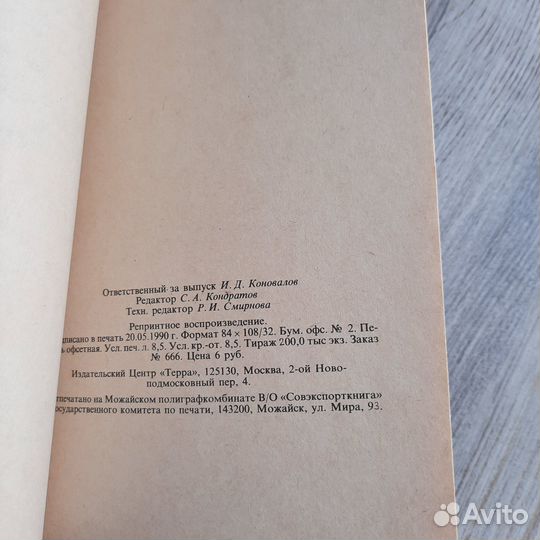 Ответственный за выпуск И. Д. Коновалов
Редактор С. А. Кондратов
Техн. редактор Р. И. Смирнова
Репринтное воспроизведение.
писано в печать 20.05.1990 г. Формат 84 × 108/32. Бум. офс. № 2. Пе-
ь офсетная. Усл. печ. л. 8,5. Усл. кр.-от. 8,5. Тираж 200,0 тыс экз. Заказ
№ 666. Цена 6 руб.
Издательский Центр «Терра», 125130, Москва, 2-ой Ново-
подмосковный пер, 4.
тпечатано на Можайском полиграфкомбинате В/О «Совэкспорткнига»
осударственного комитета по печати, 143200, Можайск, ул. Мира, 93.
Avito